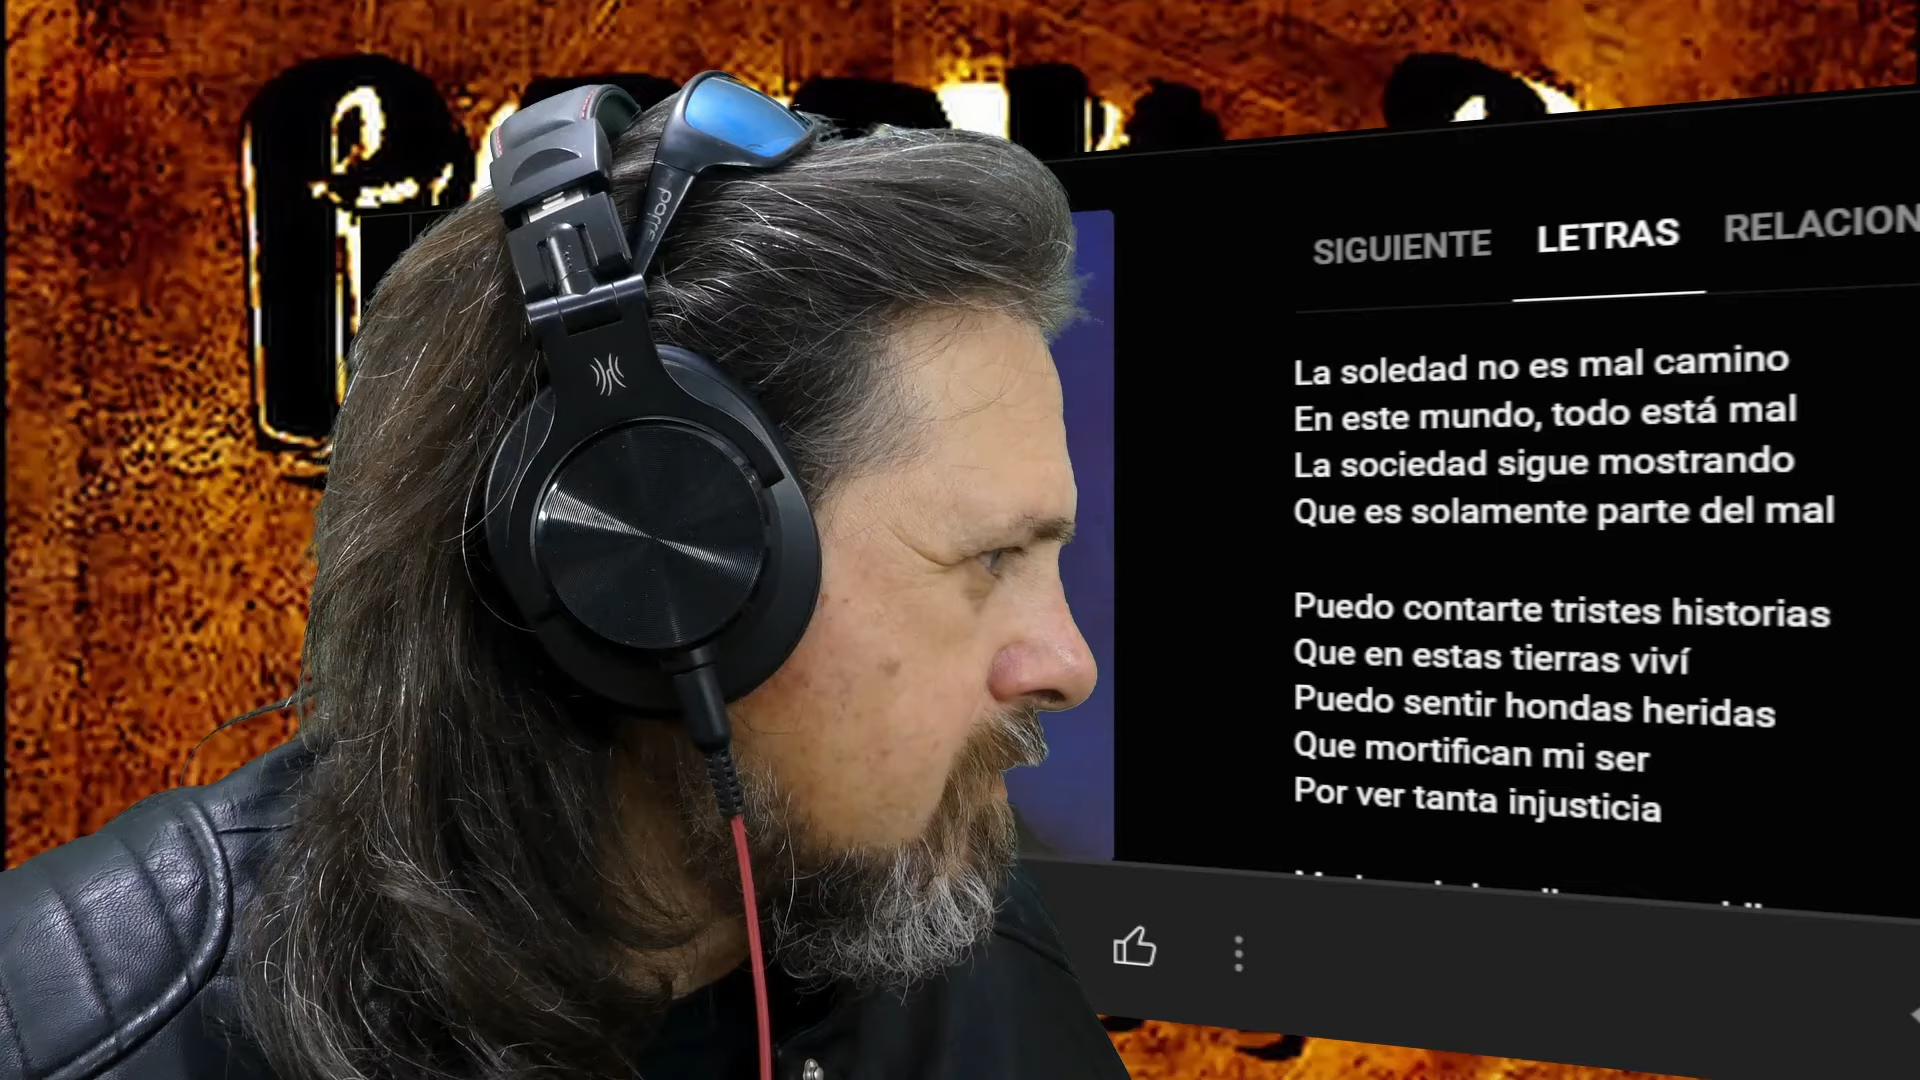 SIGUIENTE LETRAS RELACION
La soledad no es mal camino
En este mundo, todo está mal
La sociedad sigue mostrando
Que es solamente parte del mal
Puedo contarte tristes historias
Que en estas tierras viví
Puedo sentir hondas heridas
Que mortifican mi ser
Por ver tanta injusticia